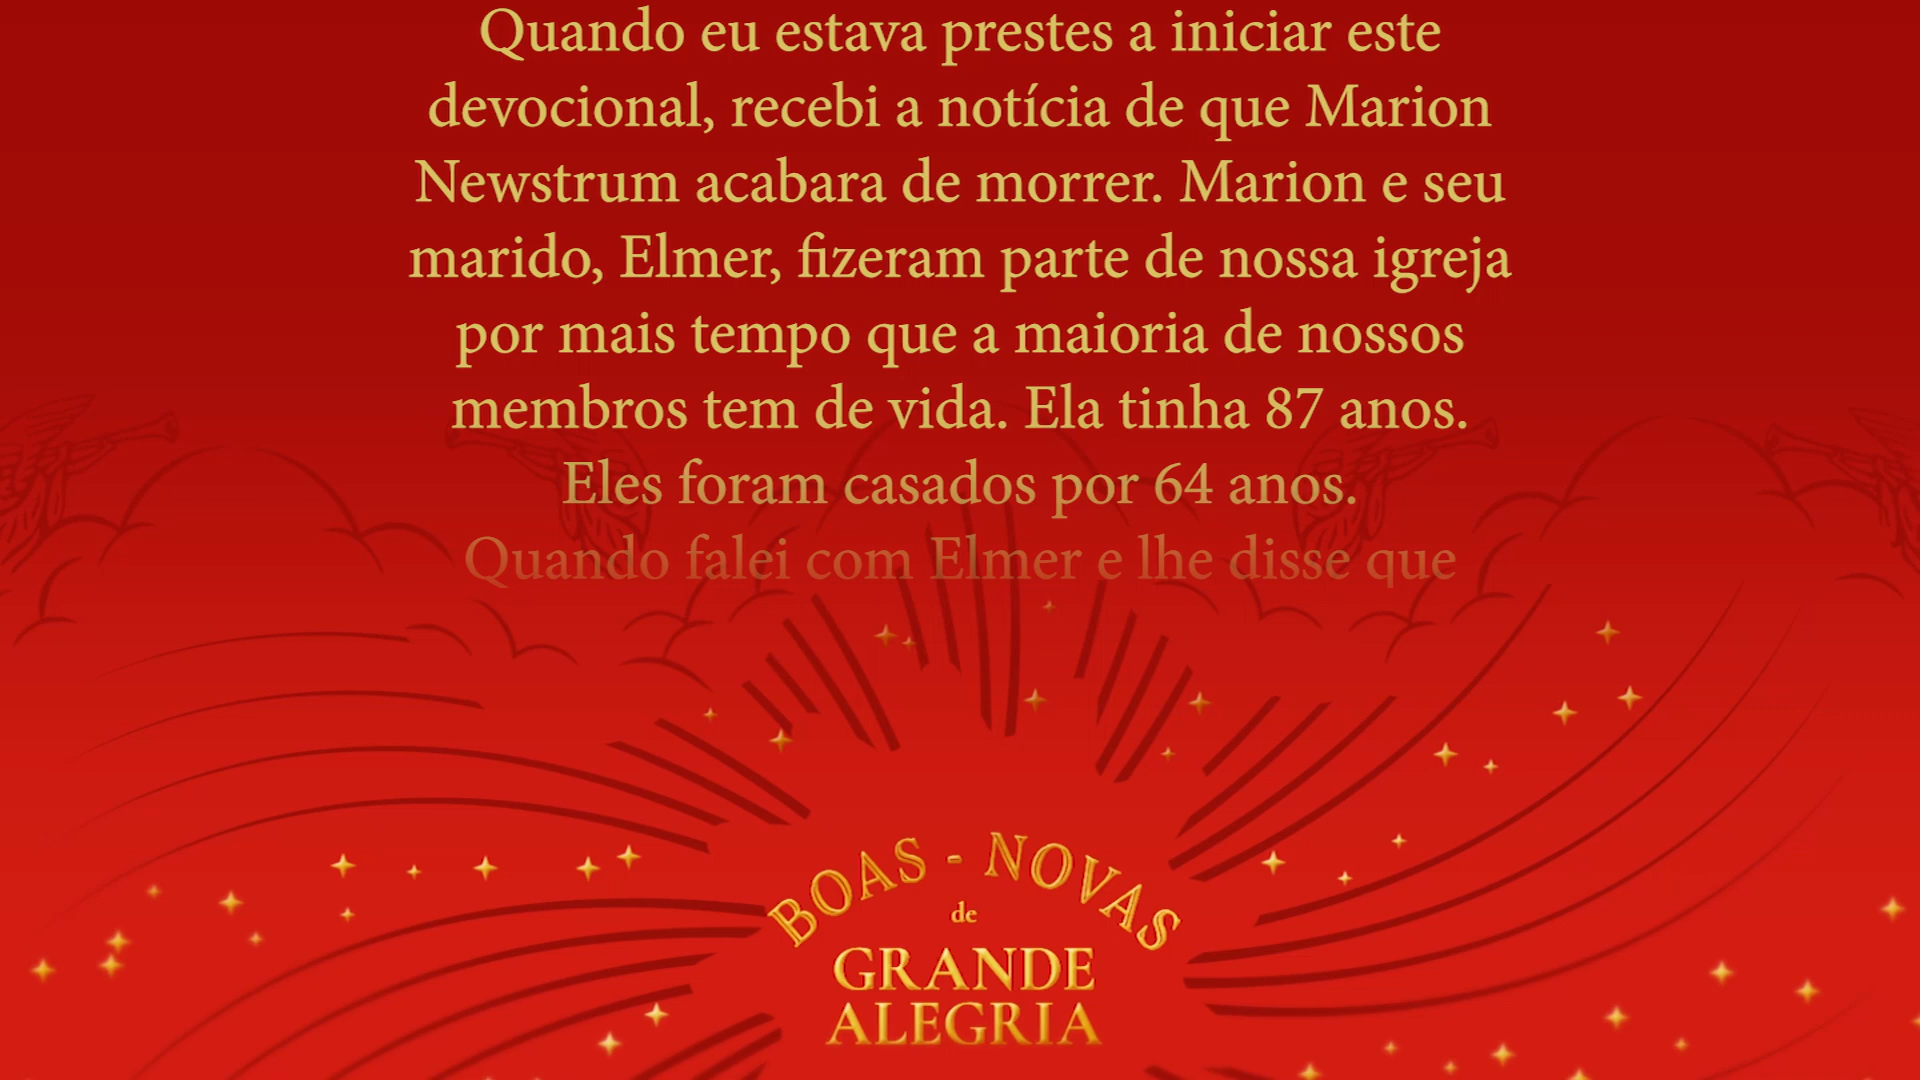 Quando eu estava prestes a iniciar este
devocional, recebi a notícia de que Marion
Newstrum acabara de morrer. Marion e seu
marido, Elmer, fizeram parte de nossa igreja
por mais tempo que a maioria de nossos
membros tem de vida. Ela tinha 87 anos.
Eles foram casados por 64 anos.
Quando falei com Elmer e lhe disse que
BOAS - NOVAS
de
GRANDE
ALEGRIA